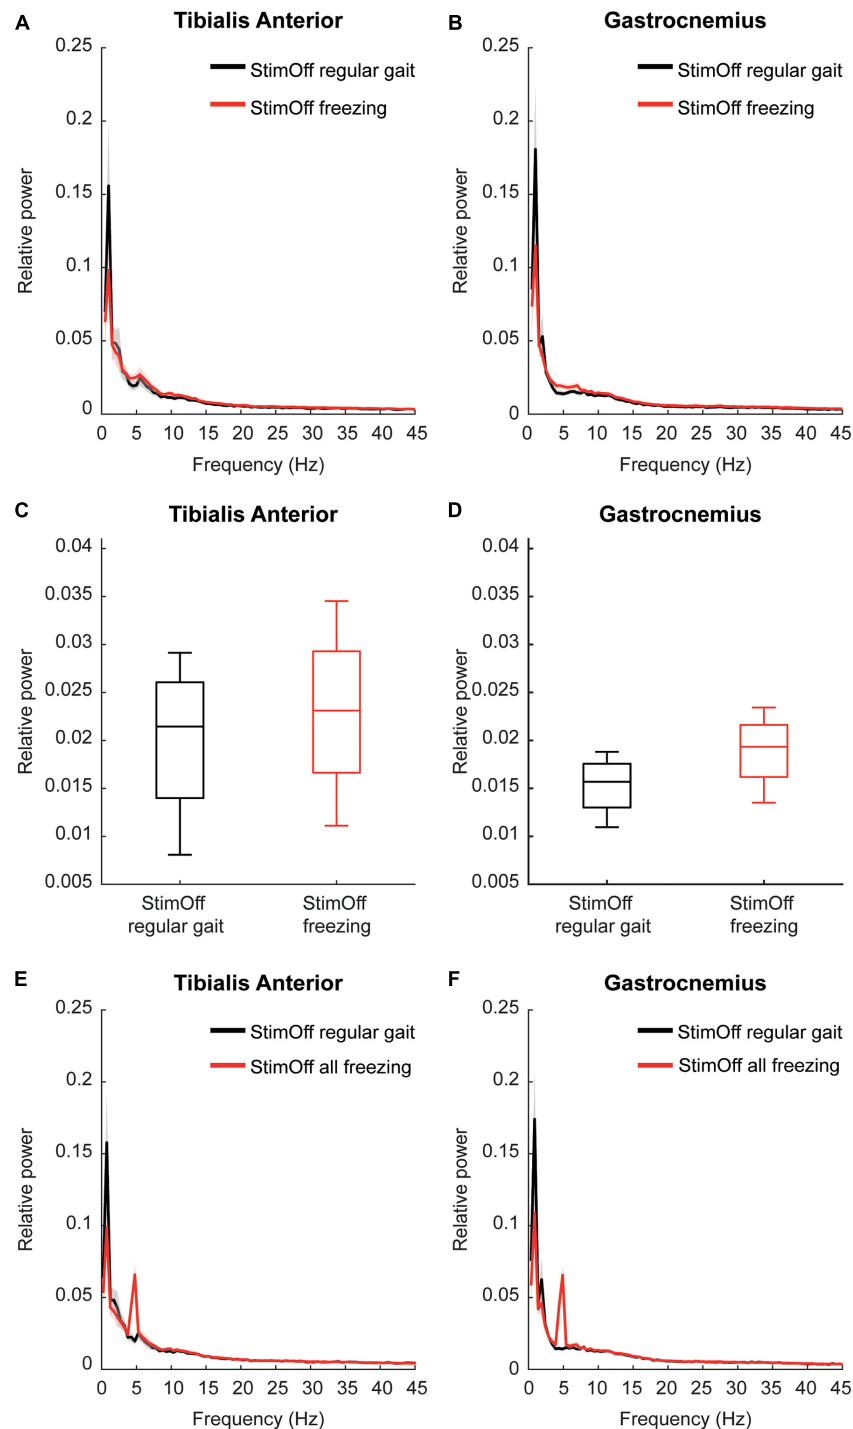 A
Tibialis Anterior
0.25
0.2
0.15
0.1
0.05
0
Relative power
StimOff regular gait
StimOff freezing
0 5 10 15 20 25 30 35 40 45
Frequency (Hz)
B
Gastrocnemius
0.25
0.2
0.15
0.1
0.05
0
Relative power
StimOff regular gait
StimOff freezing
0 5 10 15 20 25 30 35 40 45
Frequency (Hz)
C
Tibialis Anterior
0.04
0.035
0.03
0.025
0.02
0.015
0.01
0.005
Relative power
StimOff
regular gait
StimOff
freezing
D
Gastrocnemius
0.04
0.035
0.03
0.025
0.02
0.015
0.01
0.005
Relative power
StimOff
regular gait
StimOff
freezing
E
Tibialis Anterior
0.25
0.2
0.15
0.1
0.05
0
Relative power
StimOff regular gait
StimOff all freezing
0 5 10 15 20 25 30 35 40 45
Frequency (Hz)
F
Gastrocnemius
0.25
0.2
0.15
0.1
0.05
0
Relative power
StimOff regular gait
StimOff all freezing
0 5 10 15 20 25 30 35 40 45
Frequency (Hz)